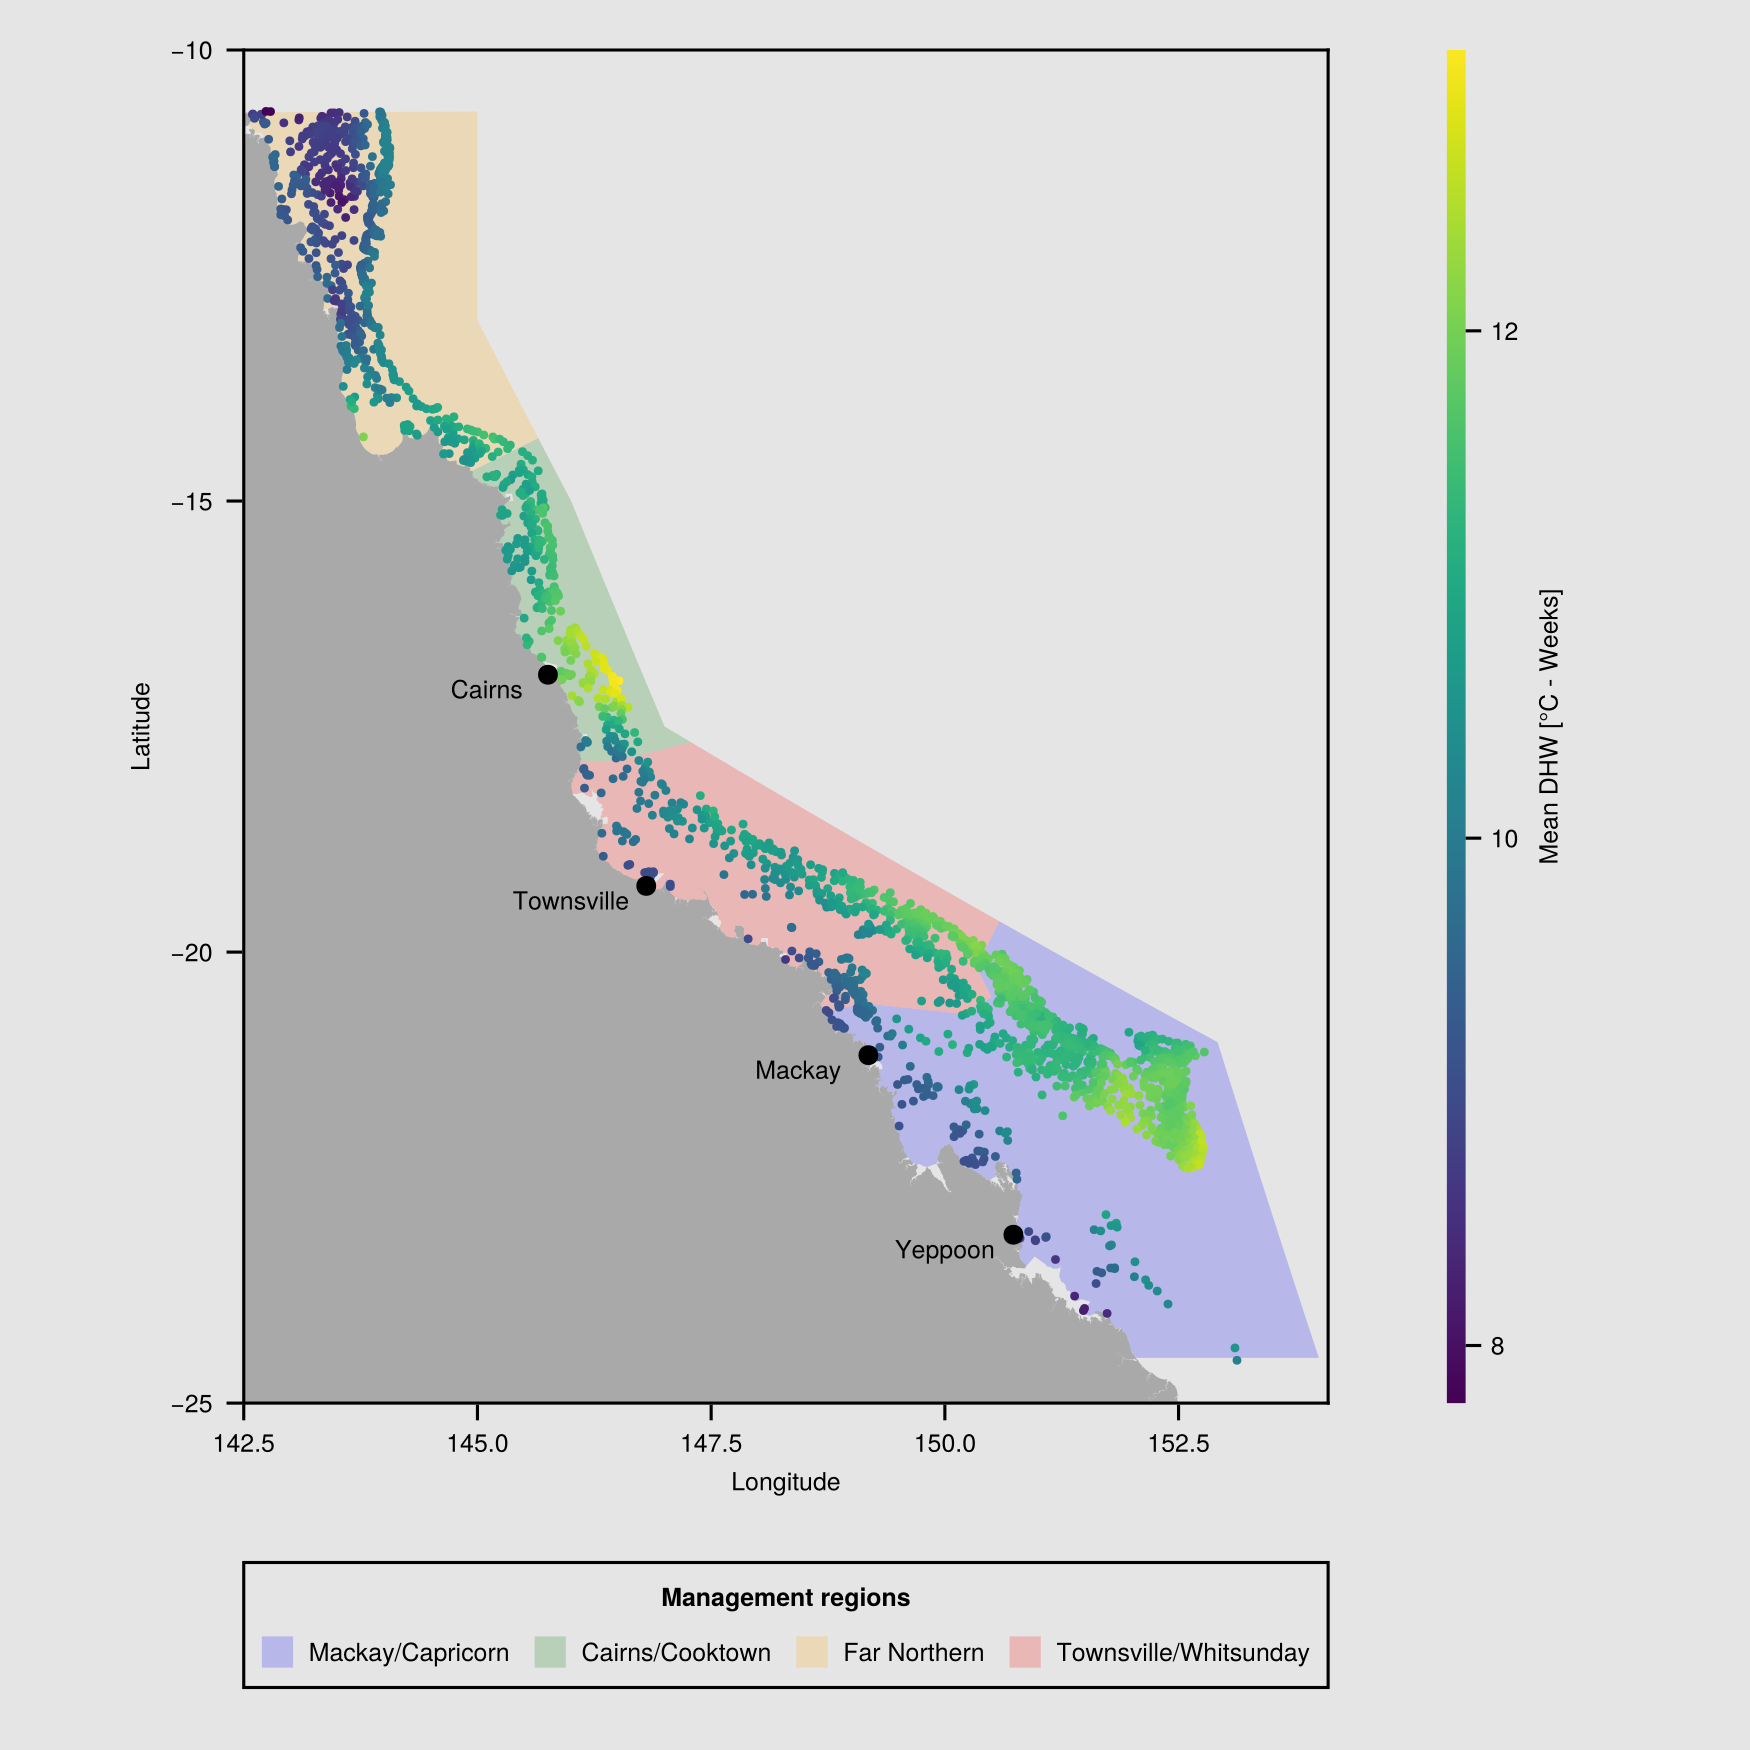 −10
−15
−20
−25
Latitude
Cairns
Townsville
Mackay
Yeppoon
142.5 145.0 147.5 150.0 152.5
Longitude
12
10
8
Mean DHW [°C - Weeks]
Management regions
Mackay/Capricorn Cairns/Cooktown Far Northern Townsville/Whitsunday